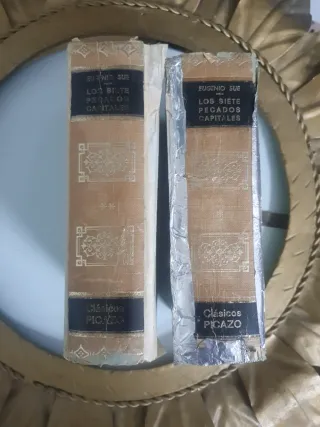 EUGENIO SUE
LOS SIETE
PECADOS
CAPITALES
Clásicos
PICAZO
EUGENIO SUE
LOS SIETE
PECADOS
CAPITALES
Clásicos
PICAZO